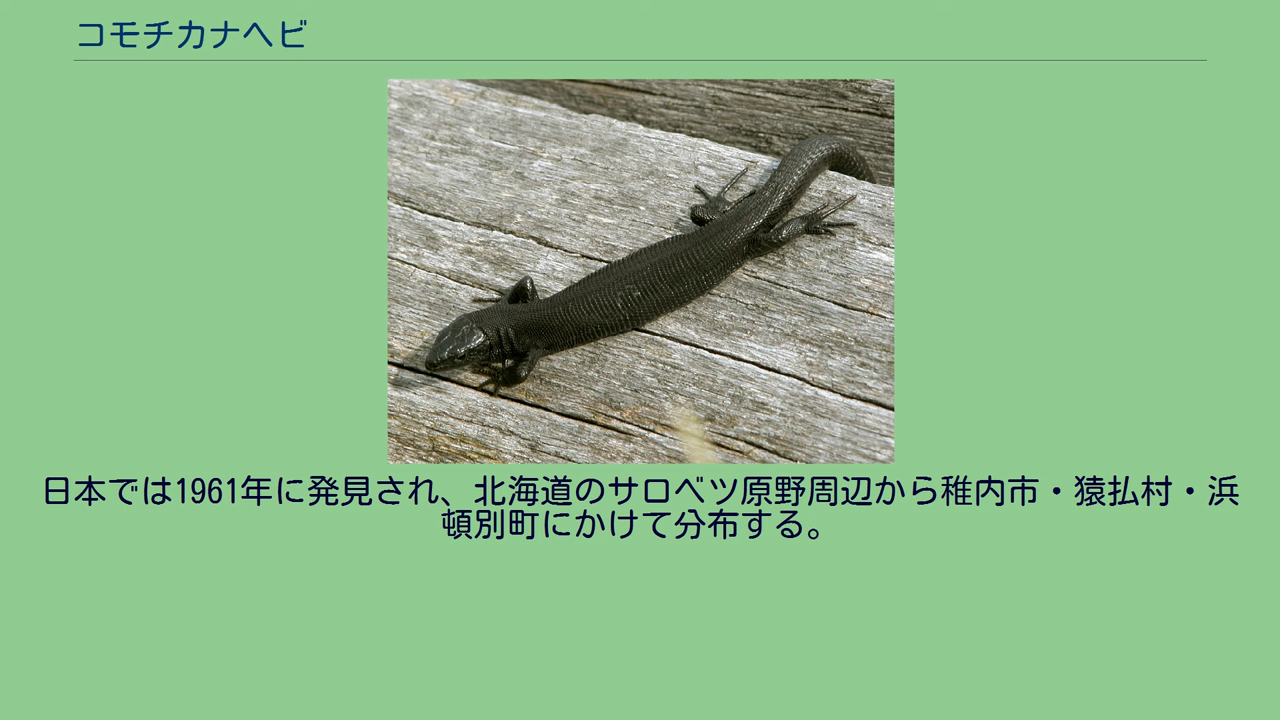 コモチカナヘビ
日本では1961年に発見され、北海道のサロベツ原野周辺から稚内市・猿払村・浜
頓別町にかけて分布する。